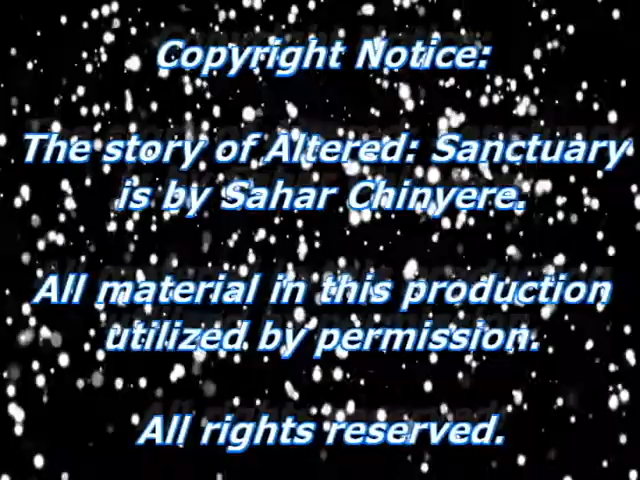 Copyright Notice:
The story of Altered: Sanctuary
is by Sahar Chinyere.
All material in this production
utilized by permission.
All rights reserved.